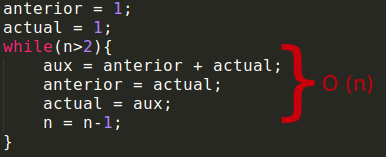 anterior = 1;
actual = 1;
while(n>2){
    aux = anterior + actual;
    anterior = actual;
    actual = aux;
    n = n-1;
}
O (n)